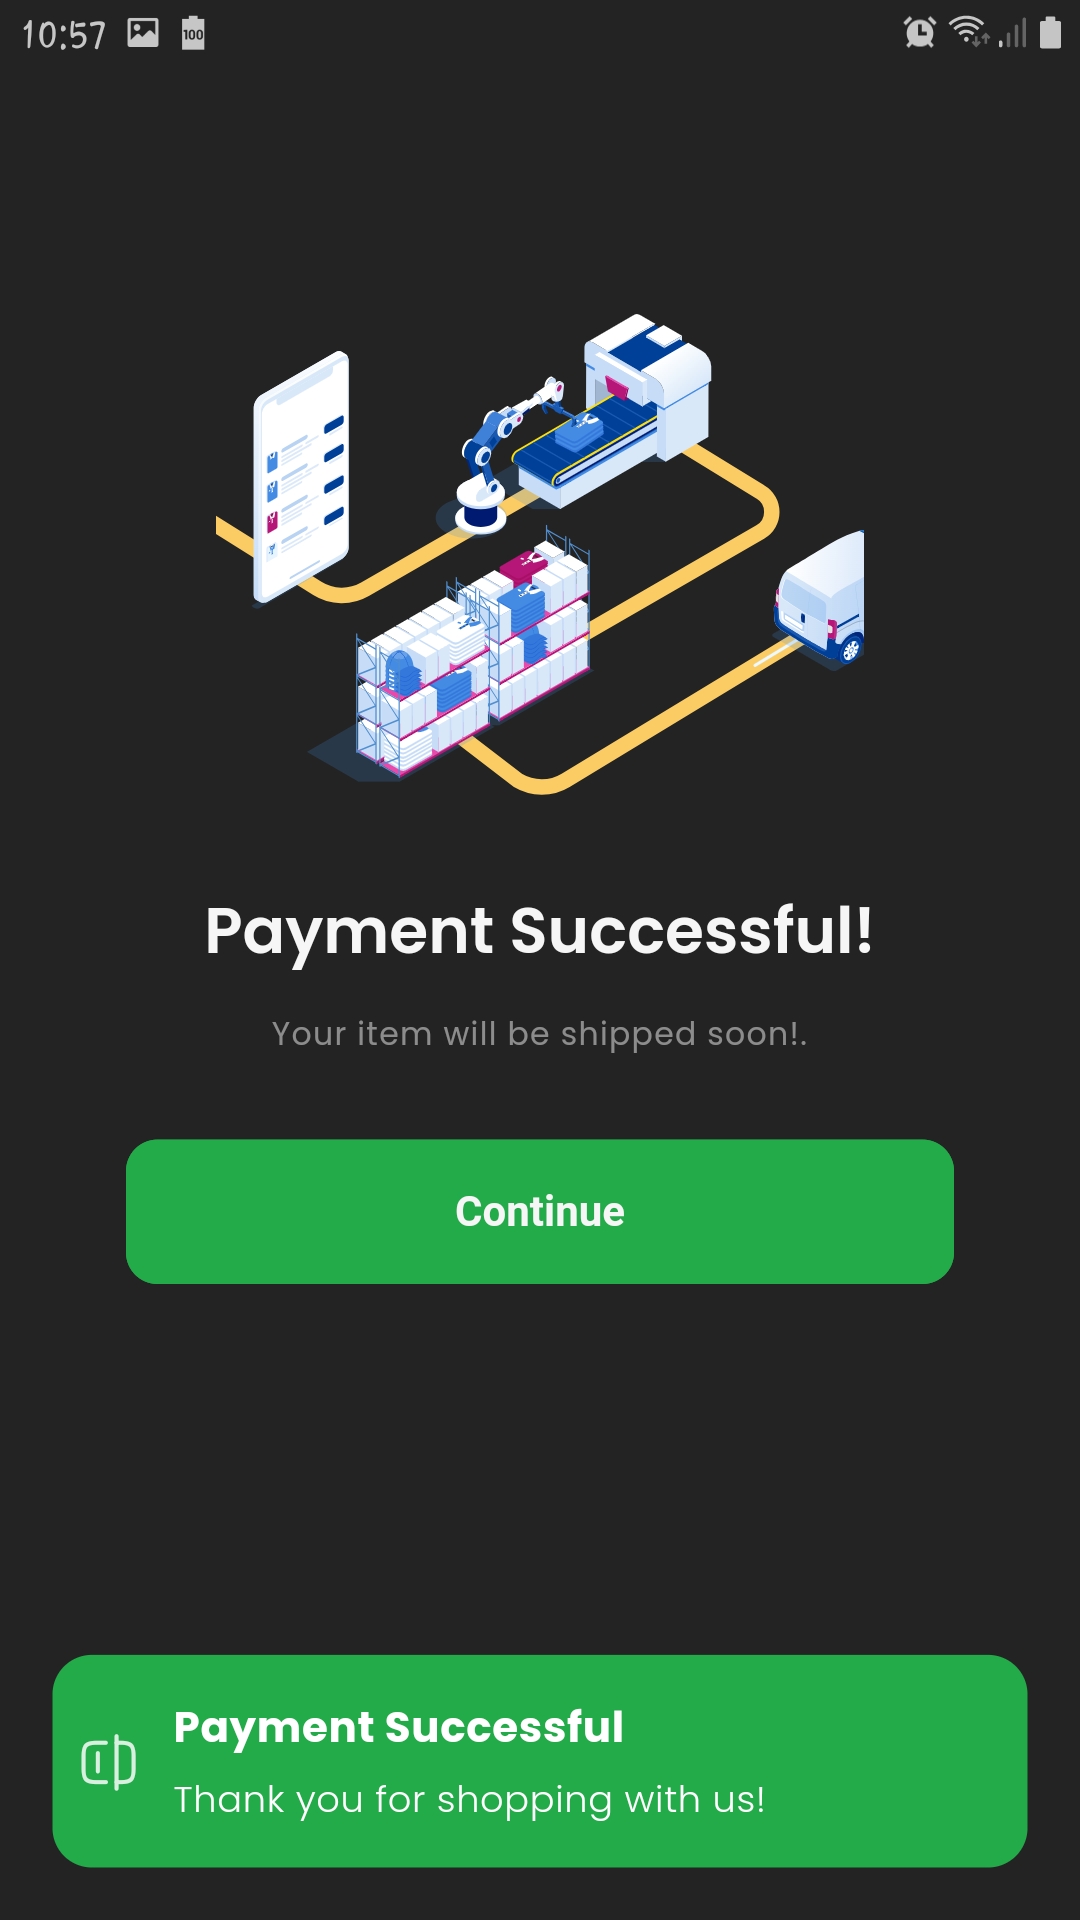 10:57
100
Payment Successful!
Your item will be shipped soon!.
Continue
Payment Successful
Thank you for shopping with us!